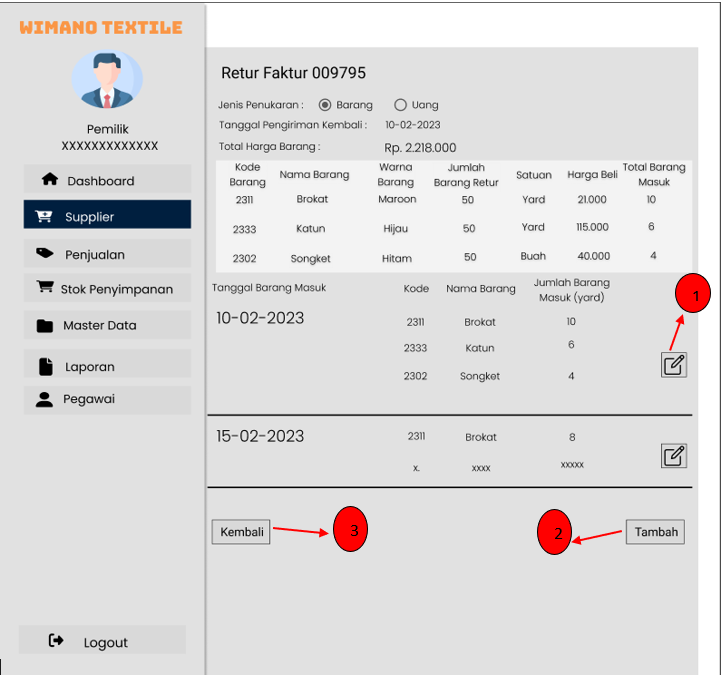 WIMANO TEXTILE
Pemilik
XXXXXXXXXXXXX
Dashboard
Supplier
Penjualan
Stok Penyimpanan
Master Data
Laporan
Pegawai
Logout
Retur Faktur 009795
Jenis Penukaran : Barang Uang
Tanggal Pengiriman Kembali : 10-02-2023
Total Harga Barang : Rp. 2.218.000
Kode Barang Nama Barang Warna Barang Jumlah Barang Retur Satuan Harga Beli Total Barang Masuk
2311 Brokat Maroon 50 Yard 21.000 10
2333 Katun Hijau 50 Yard 115.000 6
2302 Songket Hitam 50 Buah 40.000 4
Tanggal Barang Masuk Kode Nama Barang Jumlah Barang Masuk (yard)
10-02-2023 2311 Brokat 10
2333 Katun 6
2302 Songket 4
1
15-02-2023 2311 Brokat 8
x. xxxx xxxxx
Kembali 3 2 Tambah